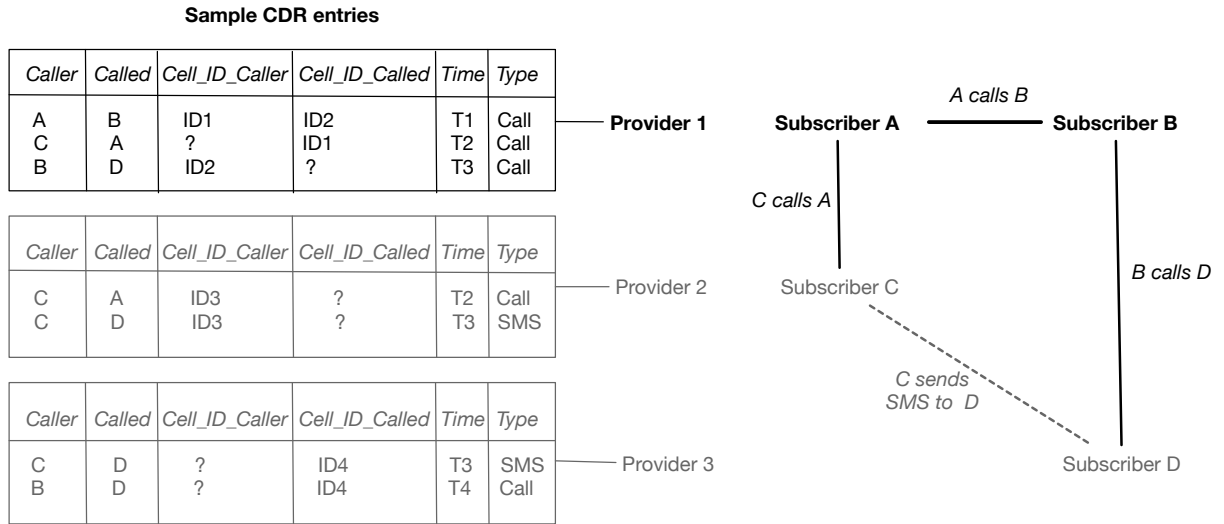 Sample CDR entries
Caller Called Cell_ID_Caller Cell_ID_Called Time Type
A B ID1 ID2 T1 Call
C A ? ID1 T2 Call
B D ID2 ? T3 Call
Provider 1
Caller Called Cell_ID_Caller Cell_ID_Called Time Type
C A ID3 ? T2 Call
C D ID3 ? T3 SMS
Provider 2
Caller Called Cell_ID_Caller Cell_ID_Called Time Type
C D ? ID4 T3 SMS
B D ? ID4 T4 Call
Provider 3
A calls B
Subscriber A Subscriber B
C calls A
B calls D
Subscriber C
C sends
SMS to D
Subscriber D